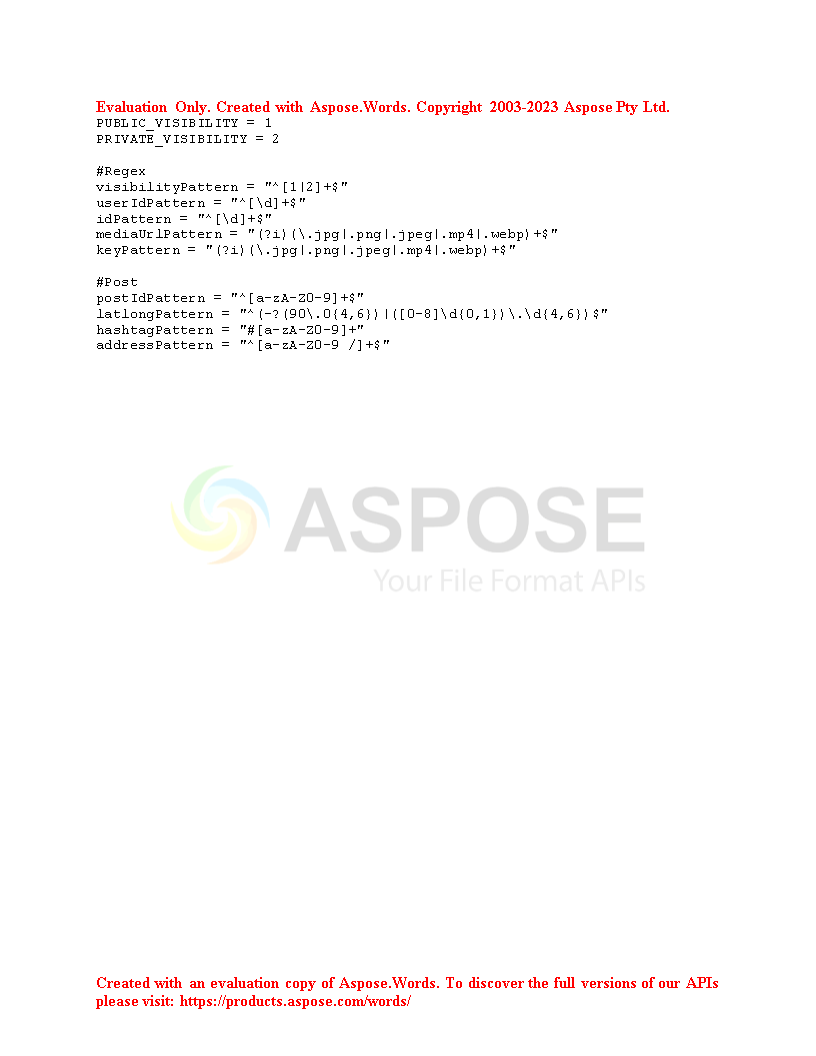 Evaluation Only. Created with Aspose.Words. Copyright 2003-2023 Aspose Pty Ltd.
PUBLIC_VISIBILITY = 1
PRIVATE_VISIBILITY = 2
#Regex
visibilityPattern = "^[1|2]+$"
userIdPattern = "^[\d]+$"
idPattern = "^[\d]+$"
mediaUrlPattern = "(?i)(\.jpg|.png|.jpeg|.mp4|.webp)+$"
keyPattern = "(?i)(\.jpg|.png|.jpeg|.mp4|.webp)+$"
#Post
postIdPattern = "^[a-zA-Z0-9]+$"
latlongPattern = "^(-?(90\.0{4,6})|([0-8]\d{0,1})\.\d{4,6})$"
hashtagPattern = "#[a-zA-Z0-9]+"
addressPattern = "^[a-zA-Z0-9 /]+$"
ASPOSE
Your File Format APIs
Created with an evaluation copy of Aspose.Words. To discover the full versions of our APIs
please visit: https://products.aspose.com/words/